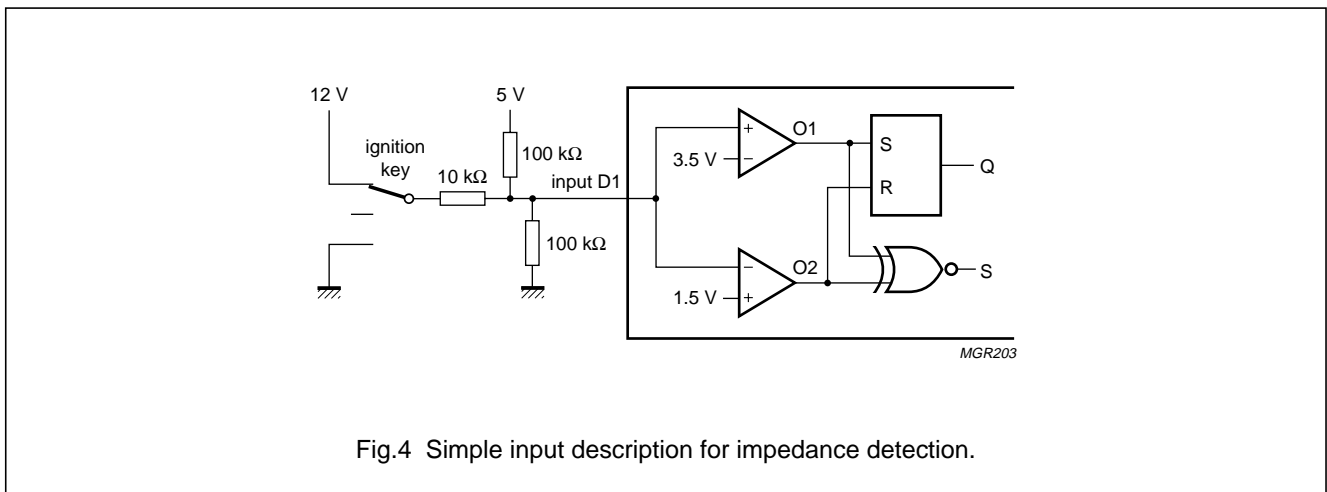 12 V
5 V
ignition
key
10 kΩ
100 kΩ
input D1
100 kΩ
+
3.5 V
−
O1
−
1.5 V
+
O2
S
R
Q
S
MGR203
Fig.4 Simple input description for impedance detection.